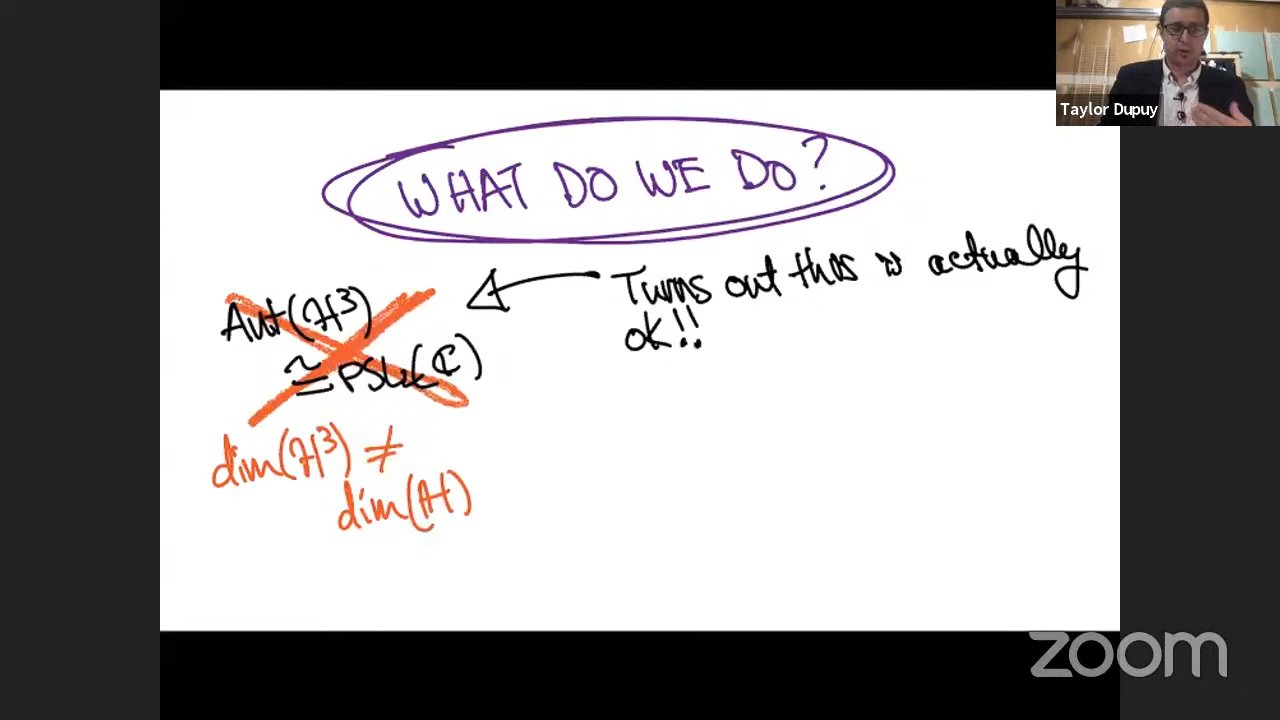 Taylor Dupuy
WHAT DO WE DO?
Turns out this is actually
ok!!
Aut(H³)
≅ PSL₂(ℂ)
dim(H³) ≠
dim(A)
zoom